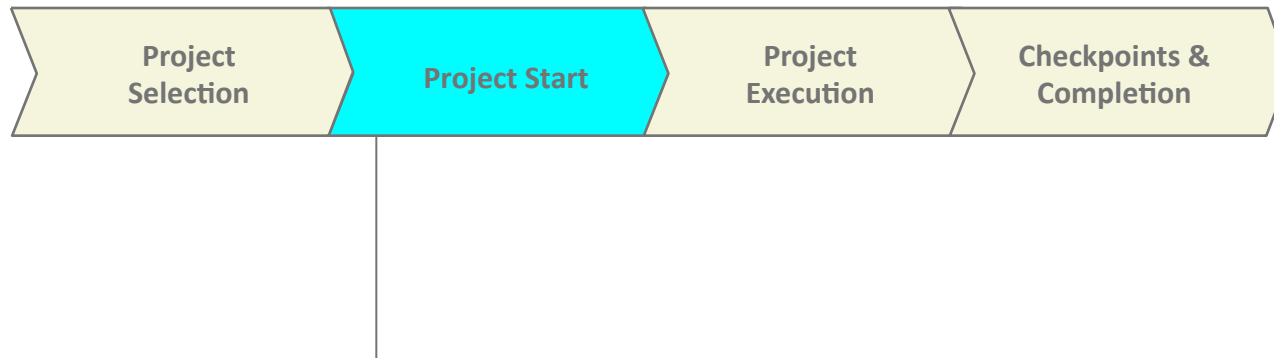 Project
Selection
Project Start
Project
Execution
Checkpoints &
Completion